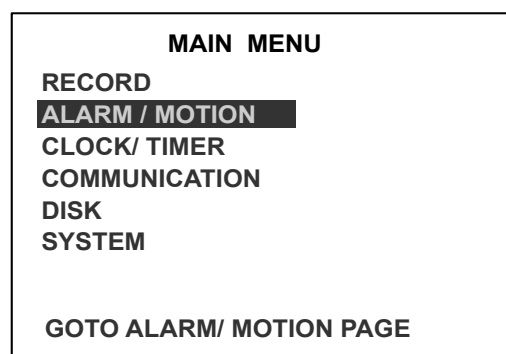 MAIN MENU
RECORD
ALARM / MOTION
CLOCK/ TIMER
COMMUNICATION
DISK
SYSTEM
GOTO ALARM/ MOTION PAGE